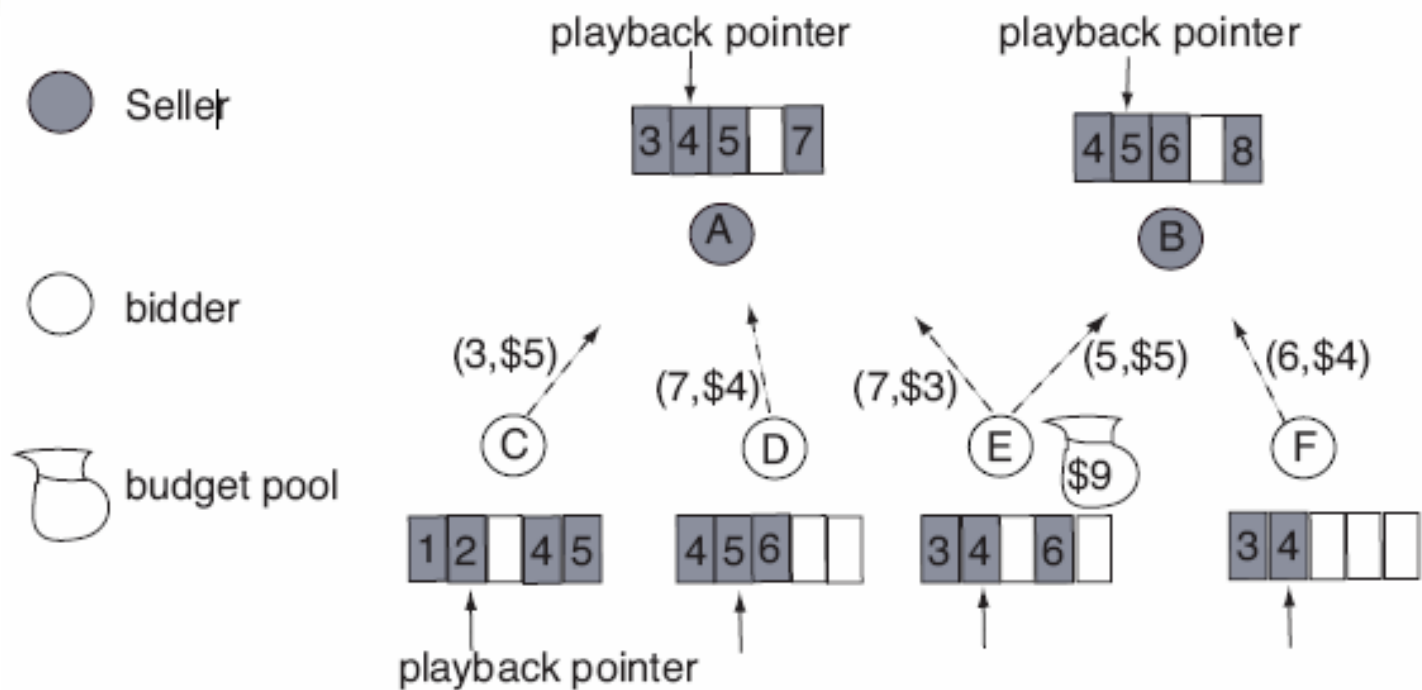 playback pointer playback pointer
Seller
3 4 5 7
4 5 6 8
A
B
bidder
(3,$5)
(7,$4)
(7,$3)
(5,$5)
(6,$4)
C
D
E
F
budget pool
$9
1 2 4 5
4 5 6
3 4 6
3 4
playback pointer